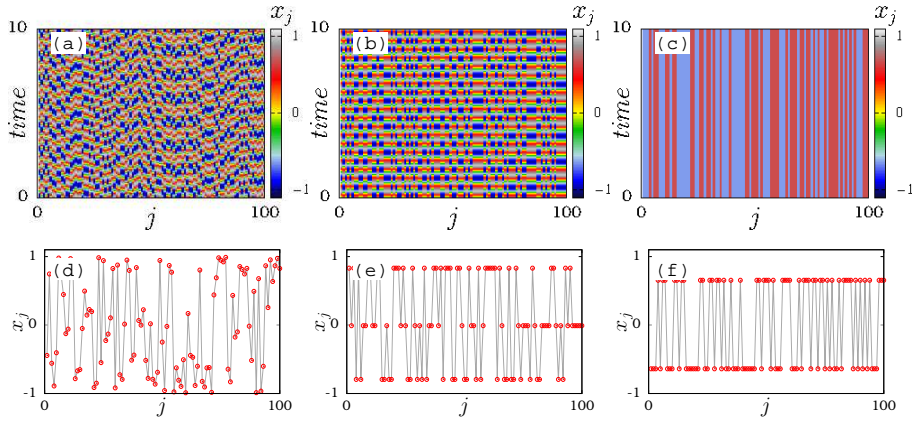 x_j x_j x_j
10 (a) 1 10 (b) 1 10 (c) 1
time 0 time 0 time 0
0 −1 0 −1 0 −1
0 j 100 0 j 100 0 j 100
1 (d) 1 (e) 1 (f)
x_j 0 x_j 0 x_j 0
-1 -1 -1
0 j 100 0 j 100 0 j 100